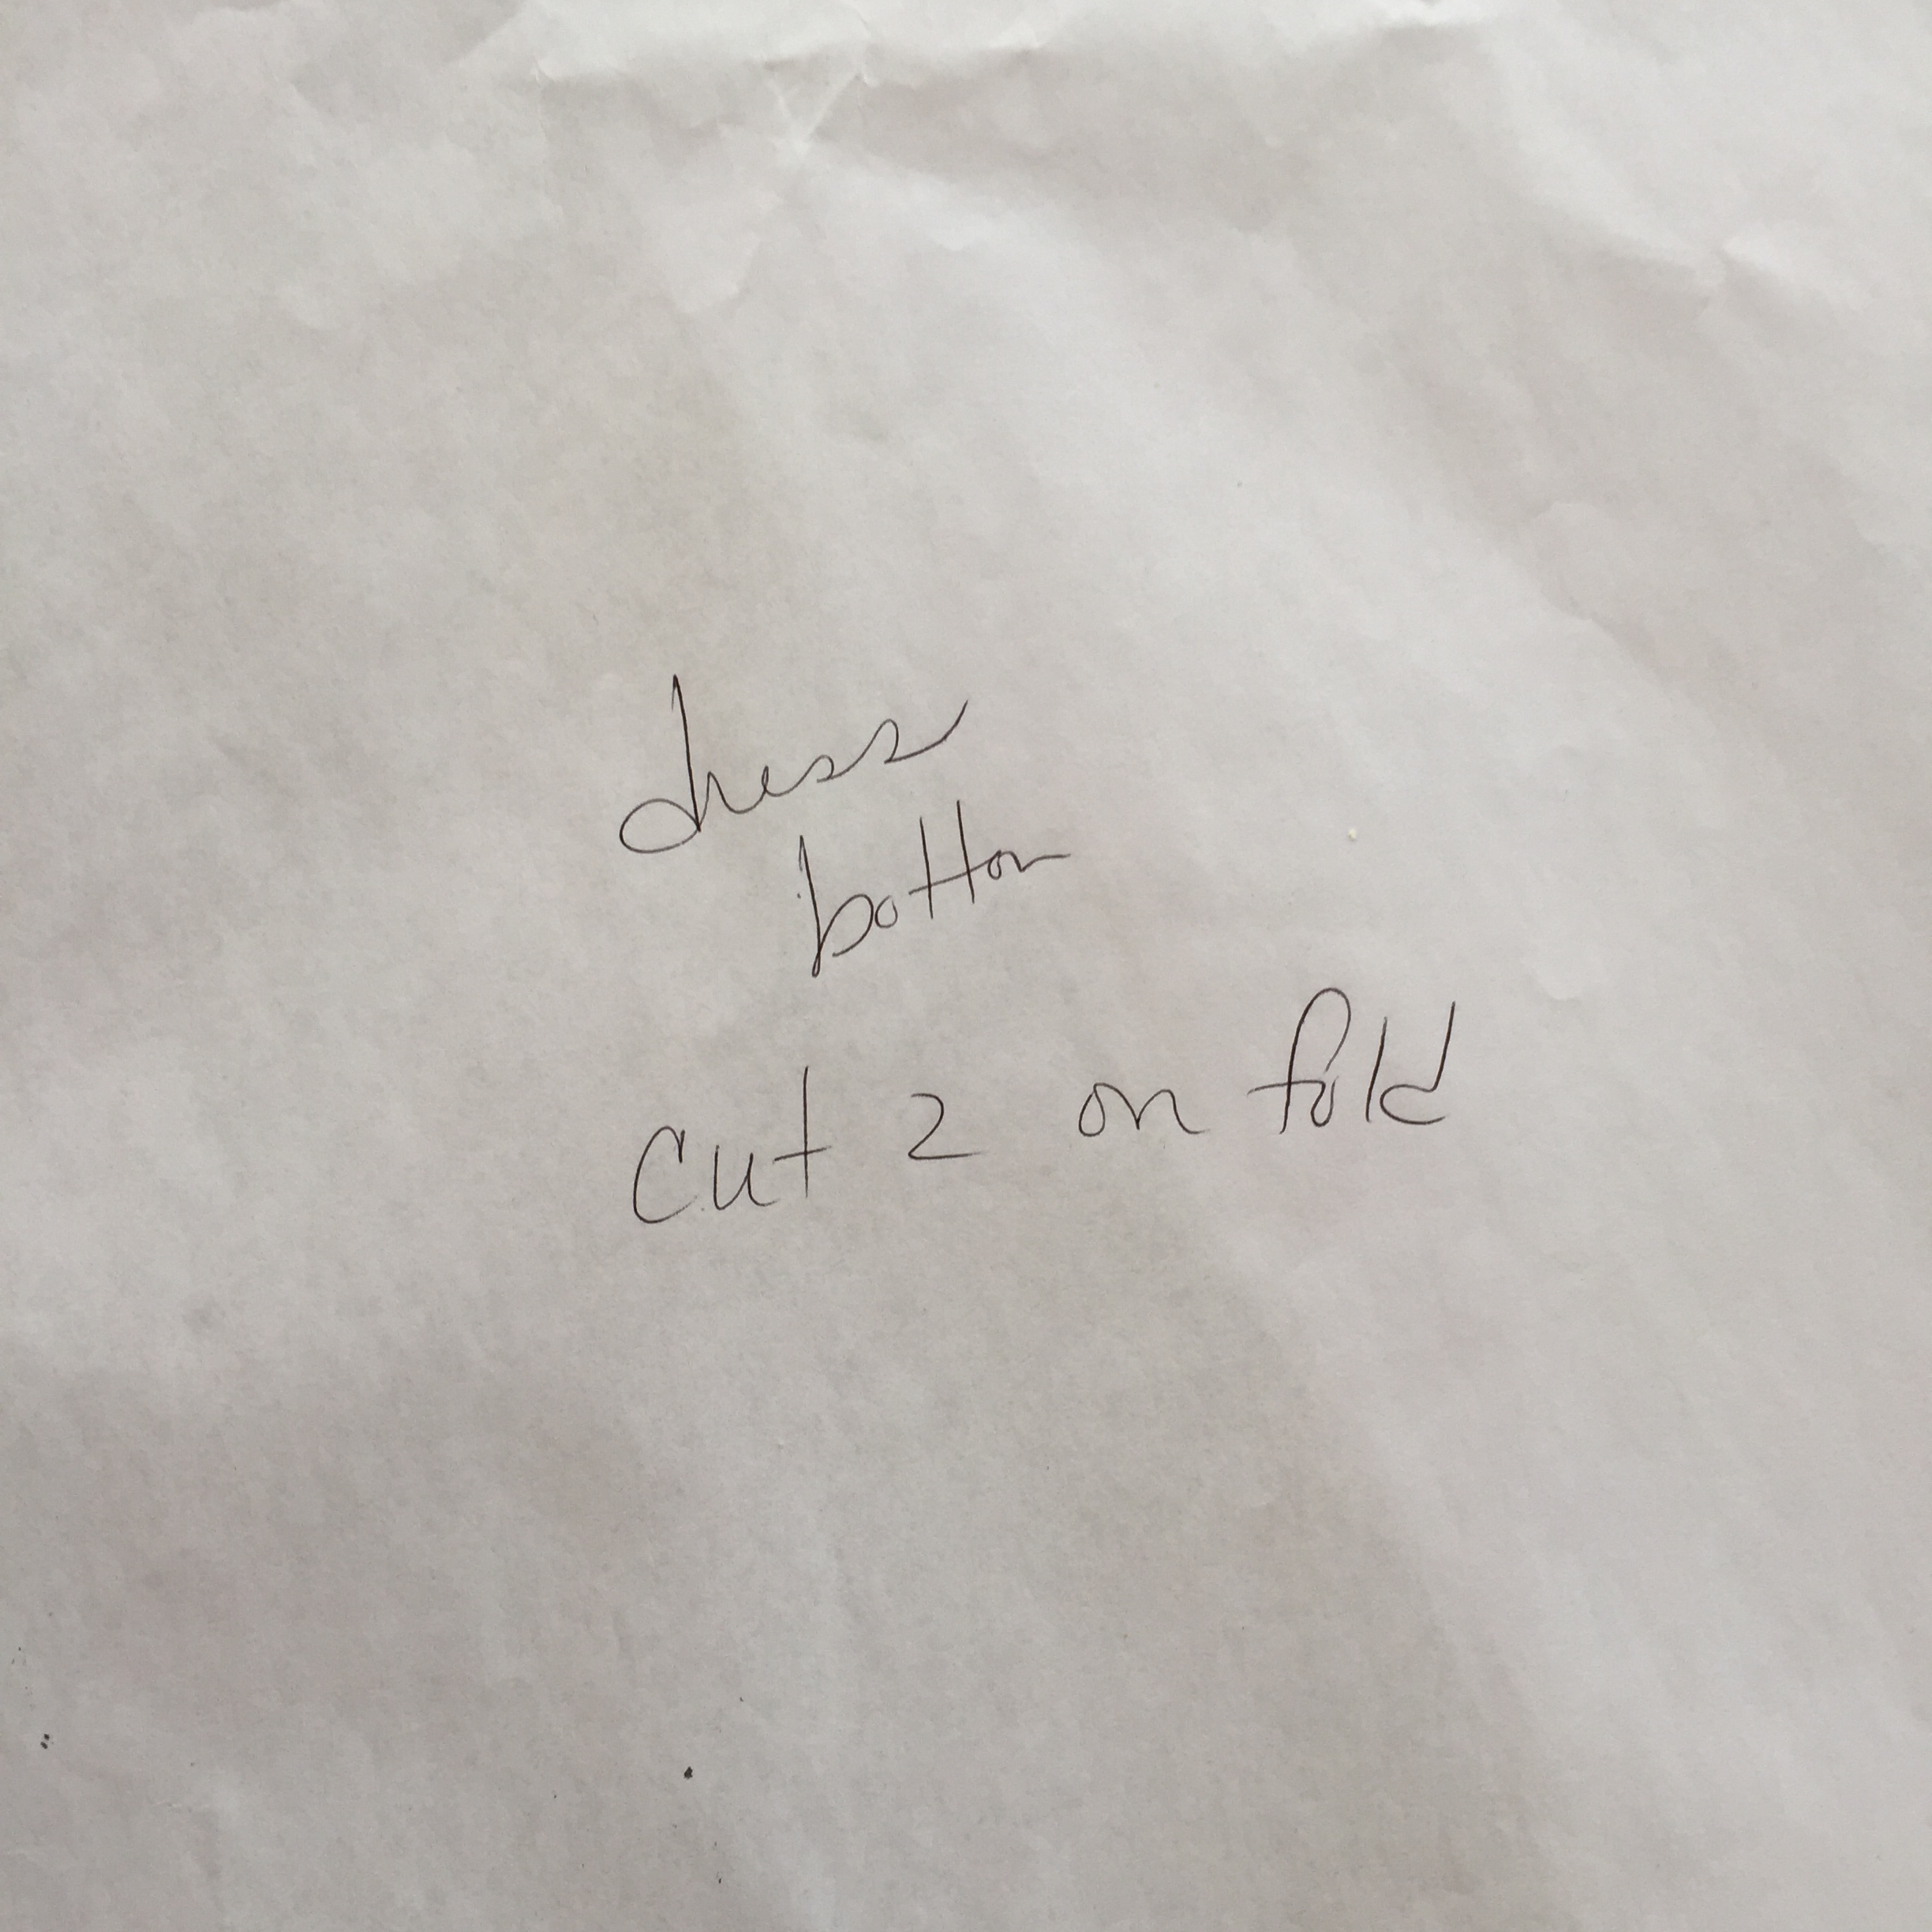 dress
bottom
cut 2 on fold